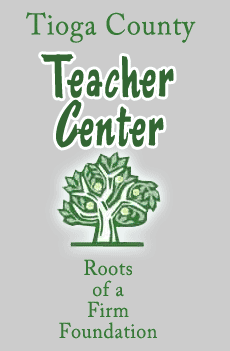 Tioga County
Teacher
Center
Roots
of a
Firm
Foundation